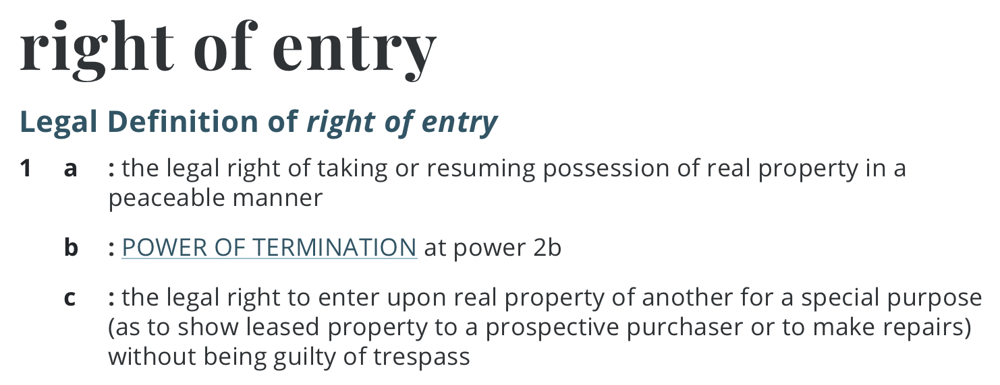 right of entry
Legal Definition of right of entry
1 a : the legal right of taking or resuming possession of real property in a
peaceable manner
b : POWER OF TERMINATION at power 2b
c : the legal right to enter upon real property of another for a special purpose
(as to show leased property to a prospective purchaser or to make repairs)
without being guilty of trespass